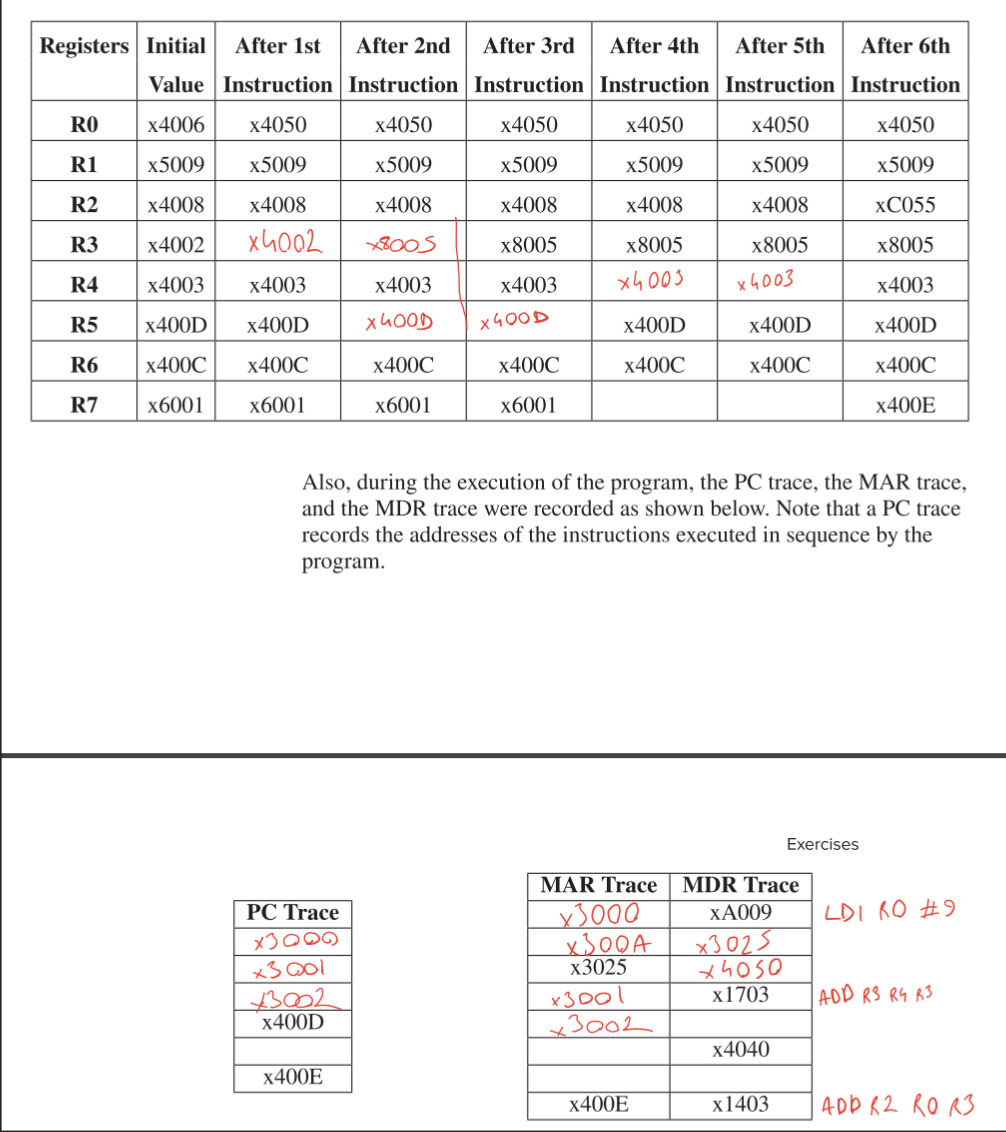 Registers Initial Value After 1st Instruction After 2nd Instruction After 3rd Instruction After 4th Instruction After 5th Instruction After 6th Instruction
R0 x4006 x4050 x4050 x4050 x4050 x4050 x4050
R1 x5009 x5009 x5009 x5009 x5009 x5009 x5009
R2 x4008 x4008 x4008 x4008 x4008 x4008 xC055
R3 x4002 x4002 x8005 x8005 x8005 x8005 x8005
R4 x4003 x4003 x4003 x4003 x4003 x4003 x4003
R5 x400D x400D x400D x400D x400D x400D x400D
R6 x400C x400C x400C x400C x400C x400C x400C
R7 x6001 x6001 x6001 x6001 x400E
Also, during the execution of the program, the PC trace, the MAR trace,
and the MDR trace were recorded as shown below. Note that a PC trace
records the addresses of the instructions executed in sequence by the
program.
Exercises
PC Trace
x3000
x3001
x3002
x400D
x400E
MAR Trace MDR Trace
x3000 xA009 LDI R0 #9
x300A x3025
x3025 x4050
x3001 x1703 ADD R3 R4 R3
x3002
x4040
x400E x1403 ADD R2 R0 R3